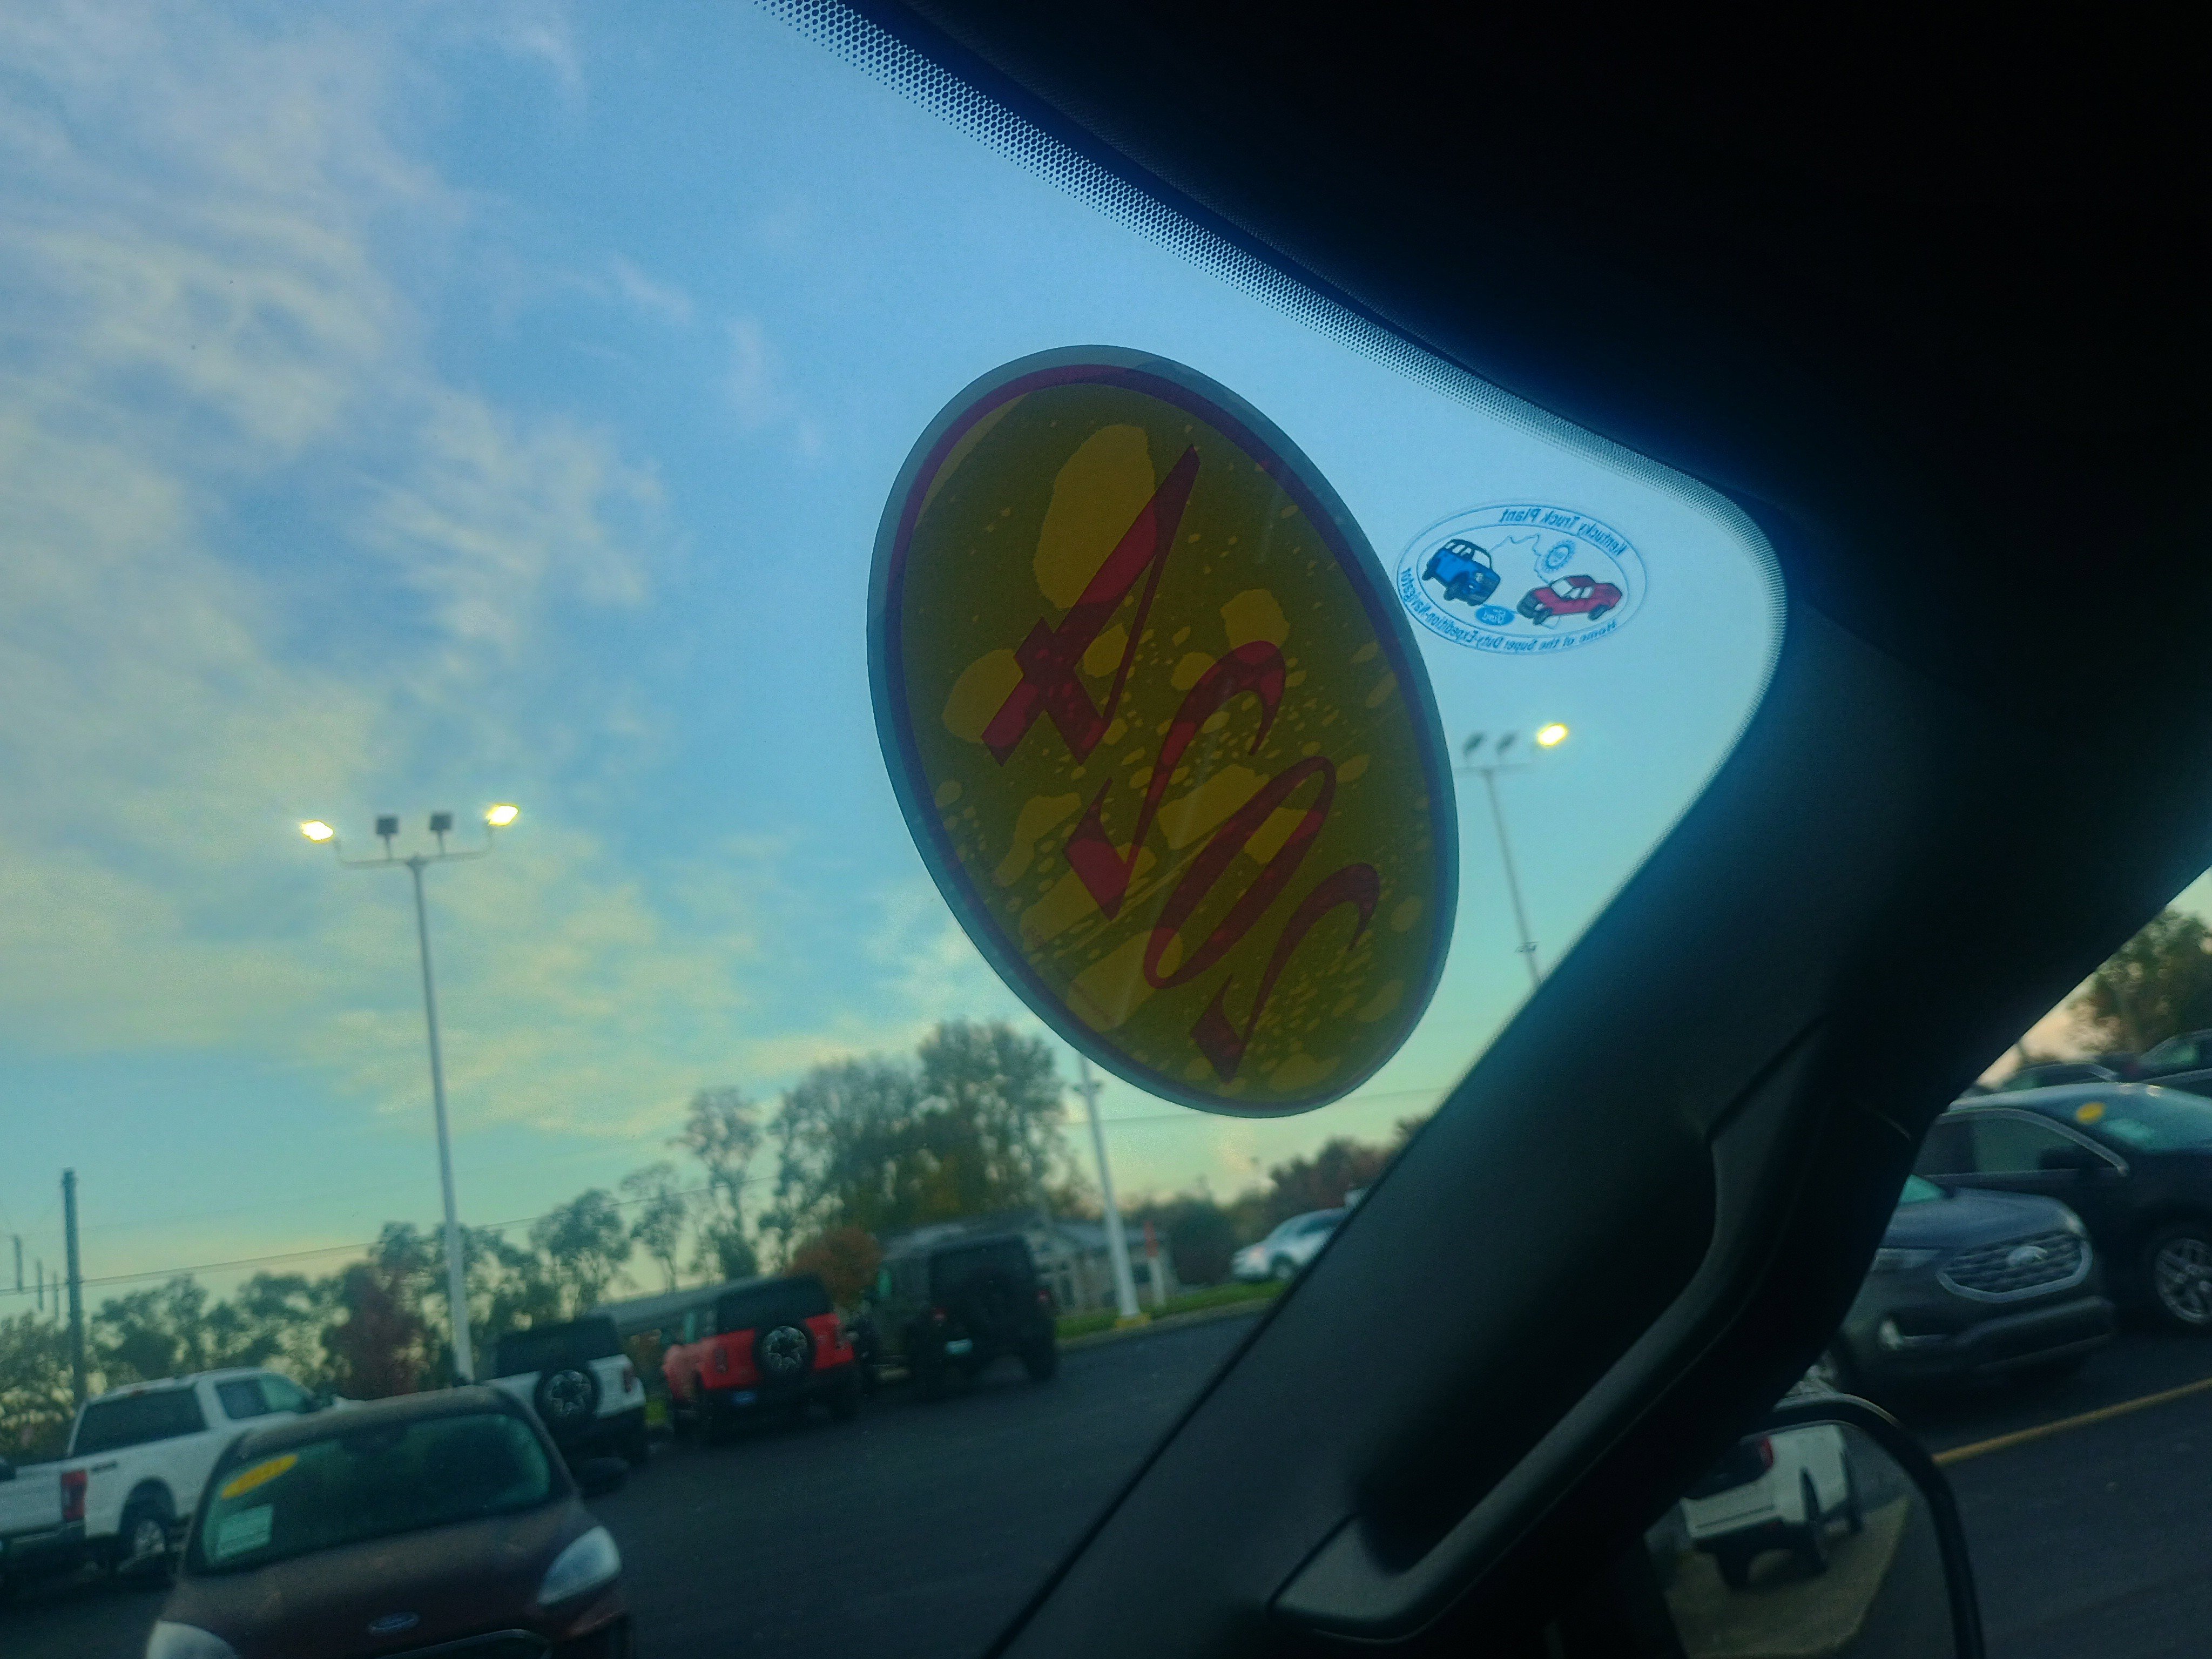 2024
Kentucky Truck Plant
Ford
Home of the Super Duty-Expedition-Navigator